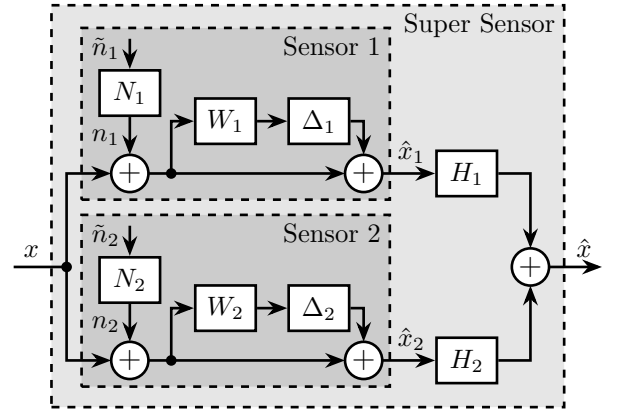 Super Sensor
Sensor 1
ñ₁
N₁
W₁
Δ₁
n₁
+
+
x̂₁
H₁
Sensor 2
ñ₂
x
x̂
+
N₂
W₂
Δ₂
n₂
+
+
x̂₂
H₂